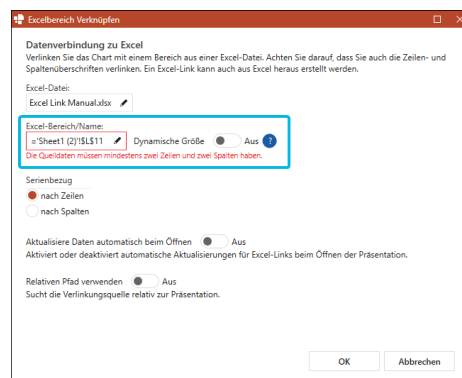 Excelbereich Verknüpfen
Datenverbindung zu Excel
Verlinken Sie das Chart mit einem Bereich aus einer Excel-Datei. Achten Sie darauf, dass Sie auch die Zeilen- und
Spaltenüberschriften verlinken. Ein Excel-Link kann auch aus Excel heraus erstellt werden.
Excel-Datei:
Excel Link Manual.xlsx
Excel-Bereich/Name:
='Sheet1 (2)'!$L$11 Dynamische Größe Aus ?
Die Quelldaten müssen mindestens zwei Zeilen und zwei Spalten haben.
Serienbezug
nach Zeilen
nach Spalten
Aktualisiere Daten automatisch beim Öffnen Aus
Aktiviert oder deaktiviert automatische Aktualisierungen für Excel-Links beim Öffnen der Präsentation.
Relativen Pfad verwenden Aus
Sucht die Verlinkungsquelle relativ zur Präsentation.
OK Abbrechen